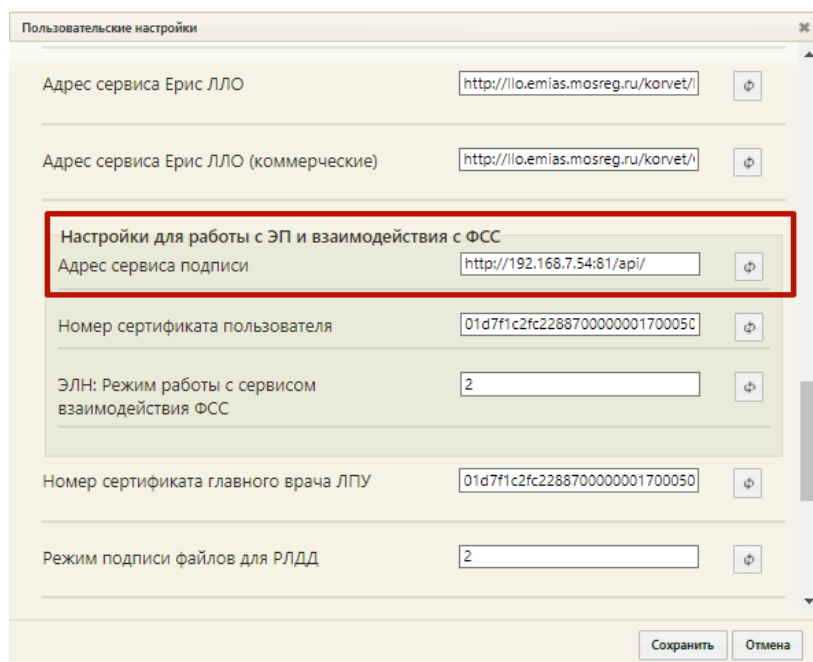 Пользовательские настройки
Адрес сервиса Ерис ЛЛО
http://llo.emias.mosreg.ru/korvet/
Адрес сервиса Ерис ЛЛО (коммерческие)
http://llo.emias.mosreg.ru/korvet/
Настройки для работы с ЭП и взаимодействия с ФСС
Адрес сервиса подписи
http://192.168.7.54:81/api/
Номер сертификата пользователя
01d7f1c2fc2288700000001700050
ЭЛН: Режим работы с сервисом
2
взаимодействия ФСС
Номер сертификата главного врача ЛПУ
01d7f1c2fc2288700000001700050
Режим подписи файлов для РЛДД
2
Сохранить Отмена